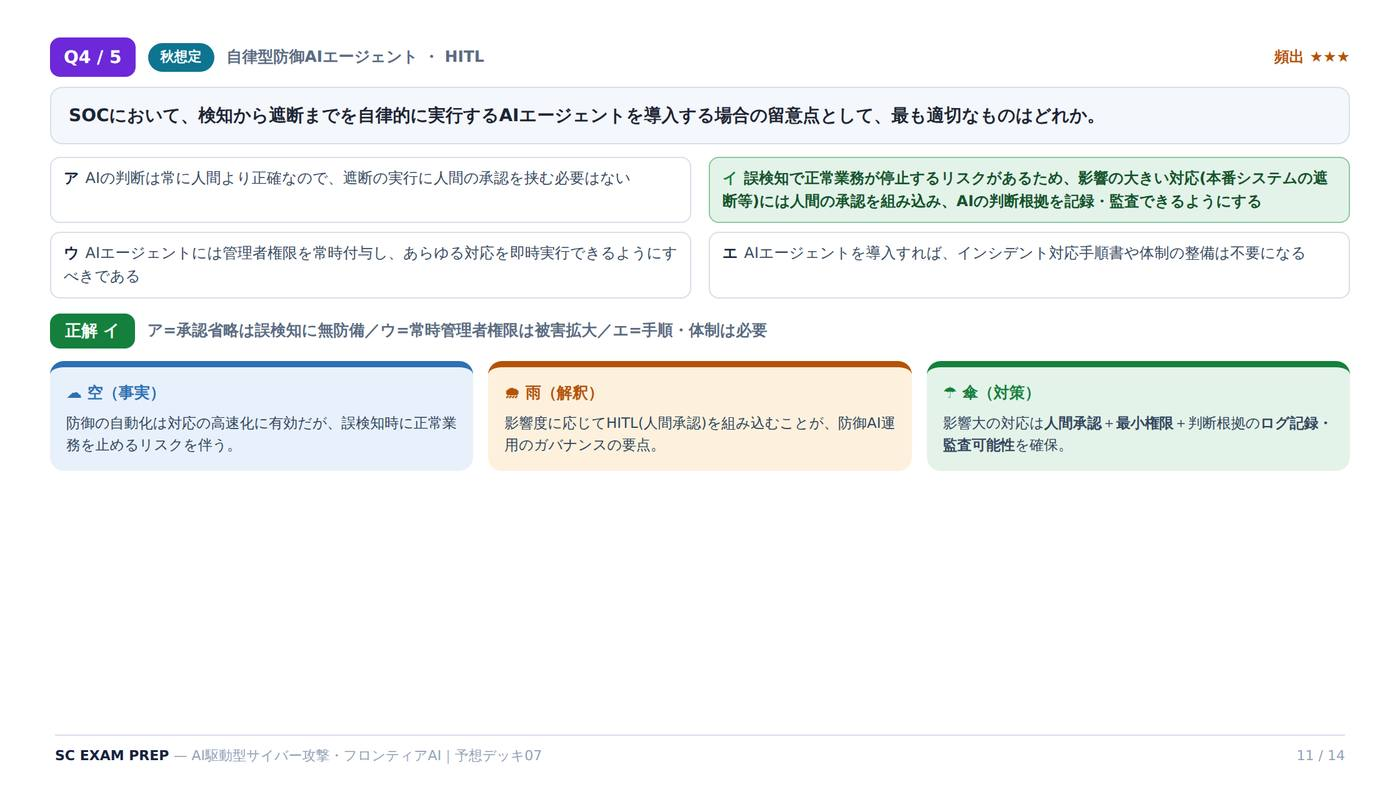 Q4 / 5
秋想定
自律型防御AIエージェント ・ HITL
頻出 ★★★
SOCにおいて、検知から遮断までを自律的に実行するAIエージェントを導入する場合の留意点として、最も適切なものはどれか。
ア AIの判断は常に人間より正確なので、遮断の実行に人間の承認を挟む必要はない
イ 誤検知で正常業務が停止するリスクがあるため、影響の大きい対応(本番システムの遮
断等)には人間の承認を組み込み、AIの判断根拠を記録・監査できるようにする
ウ AIエージェントには管理者権限を常時付与し、あらゆる対応を即時実行できるようにす
べきである
エ AIエージェントを導入すれば、インシデント対応手順書や体制の整備は不要になる
正解 イ
ア=承認省略は誤検知に無防備／ウ=常時管理者権限は被害拡大／エ=手順・体制は必要
☁ 空（事実）
防御の自動化は対応の高速化に有効だが、誤検知時に正常業
務を止めるリスクを伴う。
🌧 雨（解釈）
影響度に応じてHITL(人間承認)を組み込むことが、防御AI運
用のガバナンスの要点。
☂ 傘（対策）
影響大の対応は人間承認＋最小権限＋判断根拠のログ記録・
監査可能性を確保。
SC EXAM PREP — AI駆動型サイバー攻撃・フロンティアAI｜予想デッキ07
11 / 14